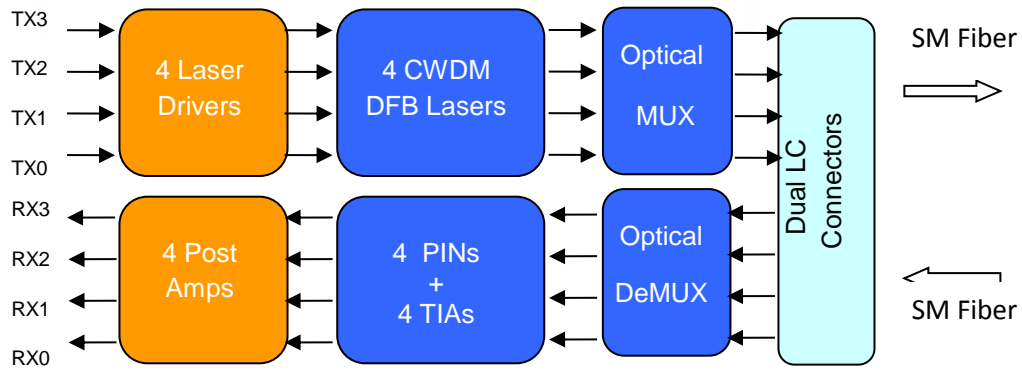 TX3
TX2
TX1
TX0
4 Laser
Drivers
4 CWDM
DFB Lasers
Optical
MUX
Dual LC
Connectors
SM Fiber
RX3
RX2
RX1
RX0
4 Post
Amps
4 PINs
+
4 TIAs
Optical
DeMUX
SM Fiber